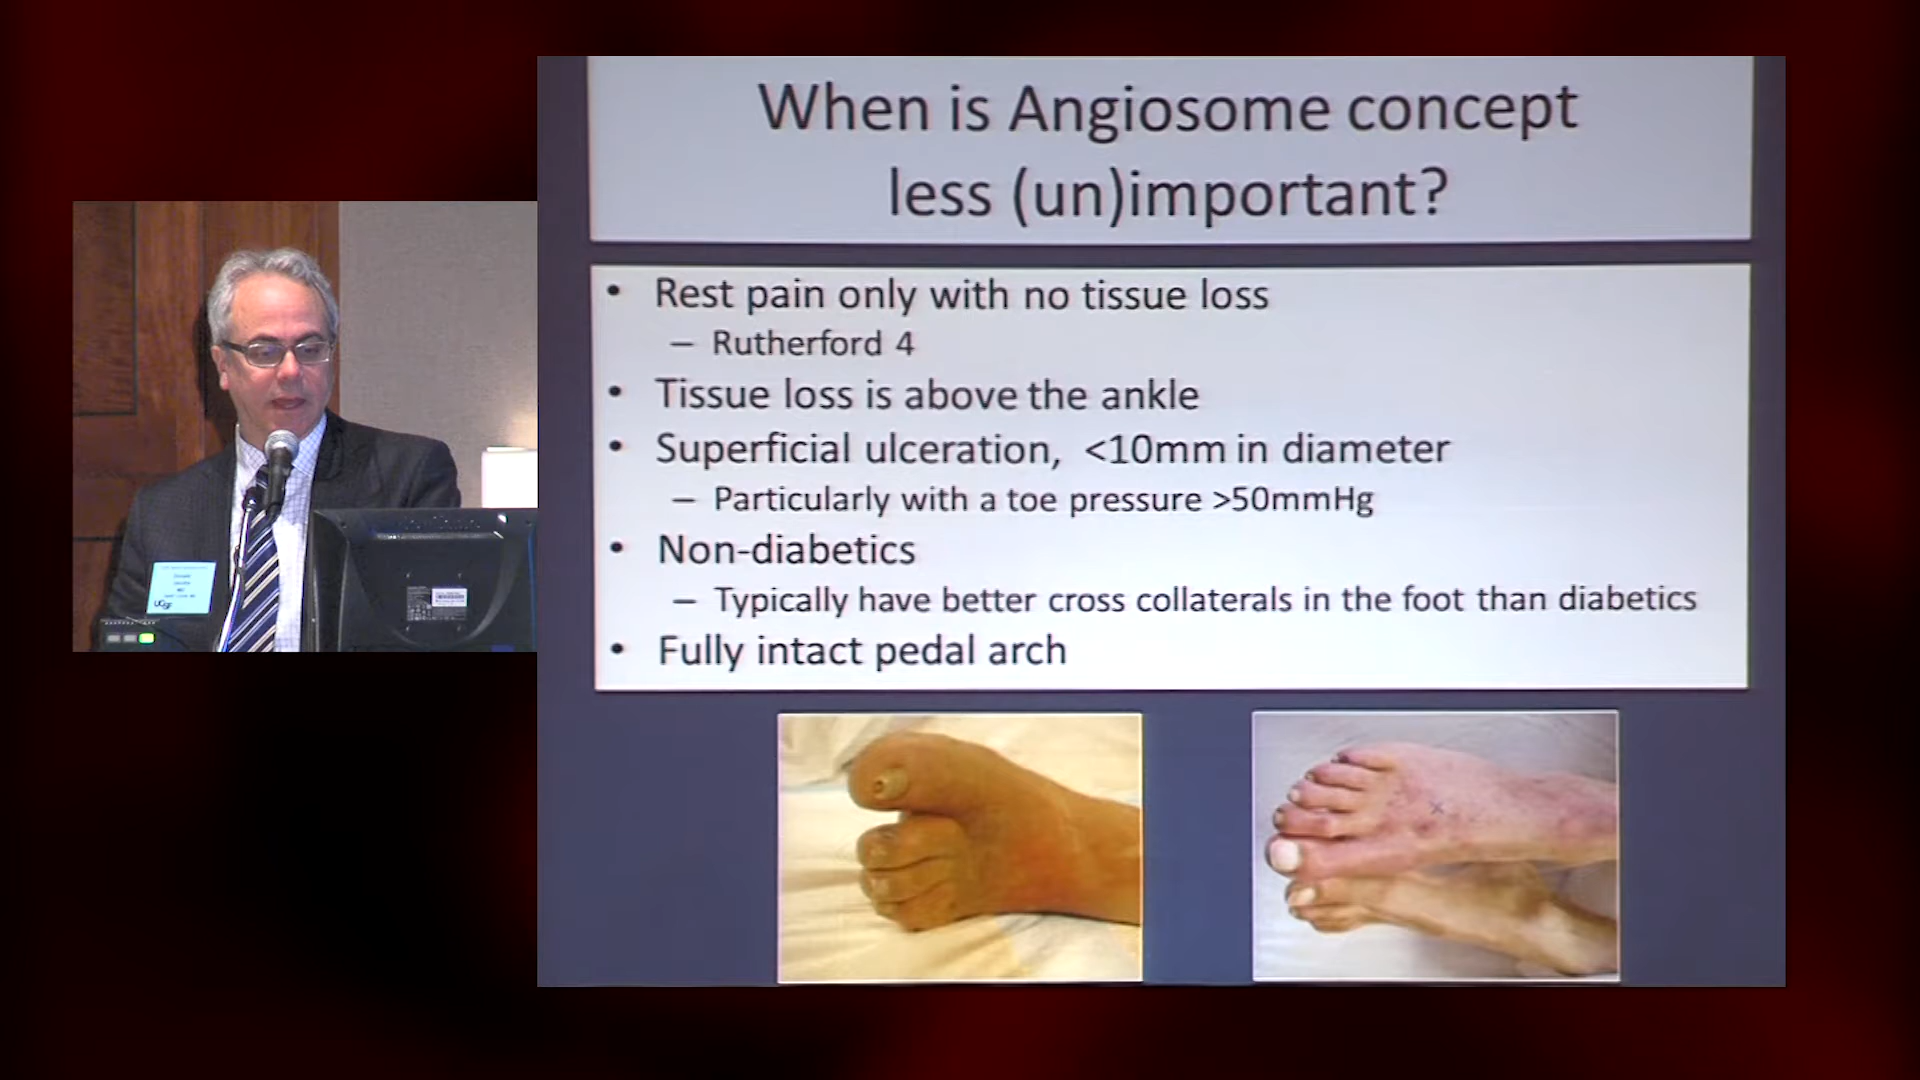 When is Angiosome concept
less (un)important?
• Rest pain only with no tissue loss
– Rutherford 4
• Tissue loss is above the ankle
• Superficial ulceration, <10mm in diameter
– Particularly with a toe pressure >50mmHg
• Non-diabetics
– Typically have better cross collaterals in the foot than diabetics
• Fully intact pedal arch
UCSF